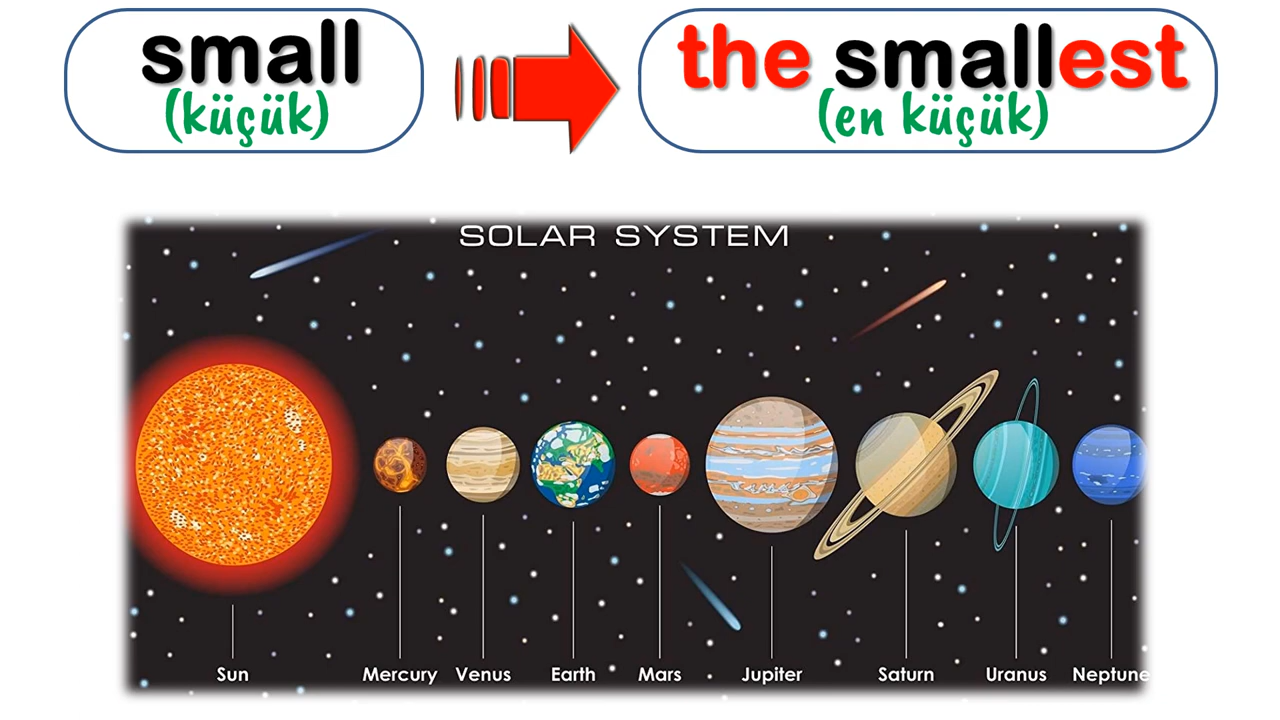 small
(küçük)
the smallest
(en küçük)
SOLAR SYSTEM
Sun Mercury Venus Earth Mars Jupiter Saturn Uranus Neptune